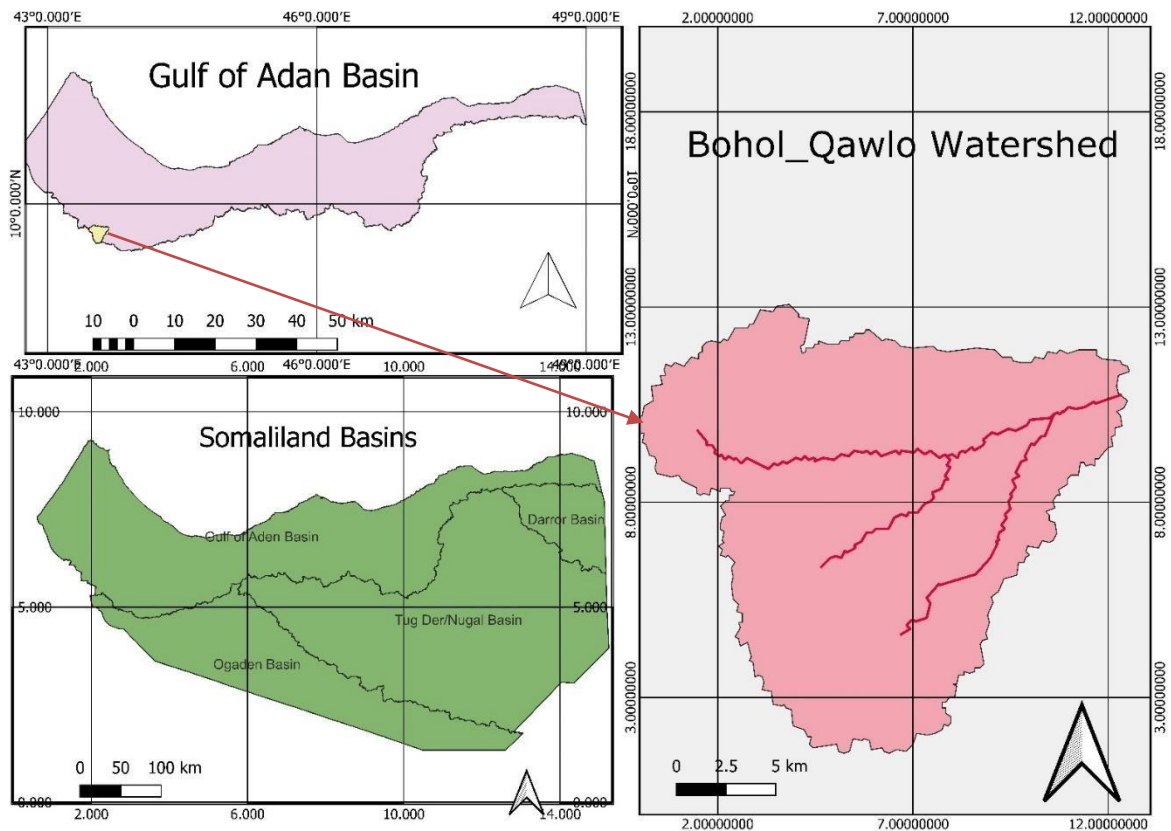 43°0.000'E 46°0.000'E 49°0.000'E
Gulf of Adan Basin
10°0.000'N
10°0.000'N
10 0 10 20 30 40 50 km
43°0.000'E 46°0.000'E 49°0.000'E
2.000 6.000 10.000 14.000
10.000 10.000
Somaliland Basins
Gulf of Aden Basin
Darror Basin
5.000 5.000
Tug Der/Nugal Basin
Ogaden Basin
0 50 100 km
0.000 0.000
2.000 6.000 10.000 14.000
2.00000000 7.00000000 12.00000000
18.00000000 18.00000000
Bohol_Qawlo Watershed
13.00000000 13.00000000
8.00000000 8.00000000
3.00000000 3.00000000
0 2.5 5 km
2.00000000 7.00000000 12.00000000